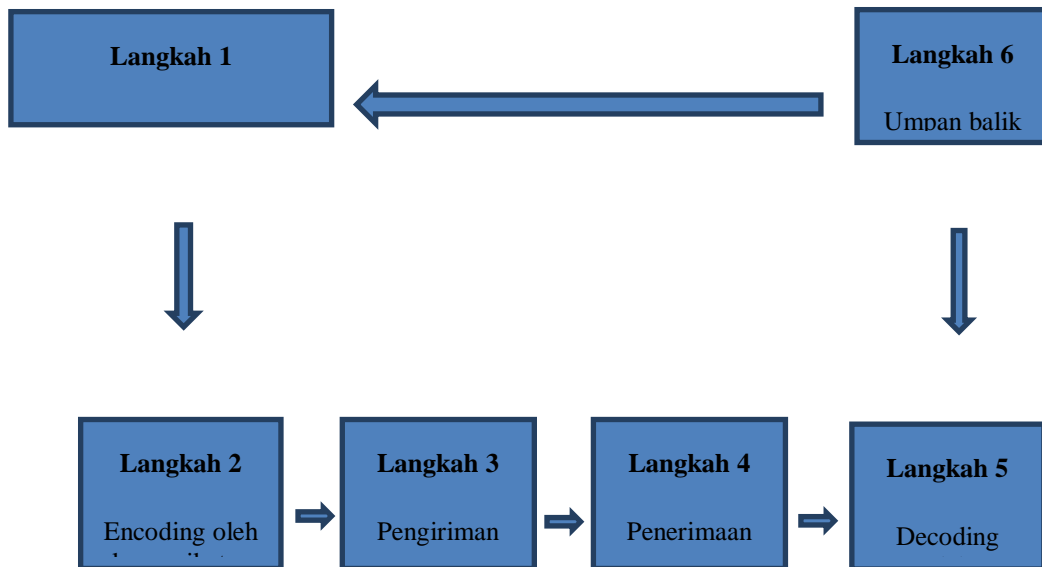 Langkah 1
Langkah 6
Umpan balik
Langkah 2
Encoding oleh
Langkah 3
Pengiriman
Langkah 4
Penerimaan
Langkah 5
Decoding